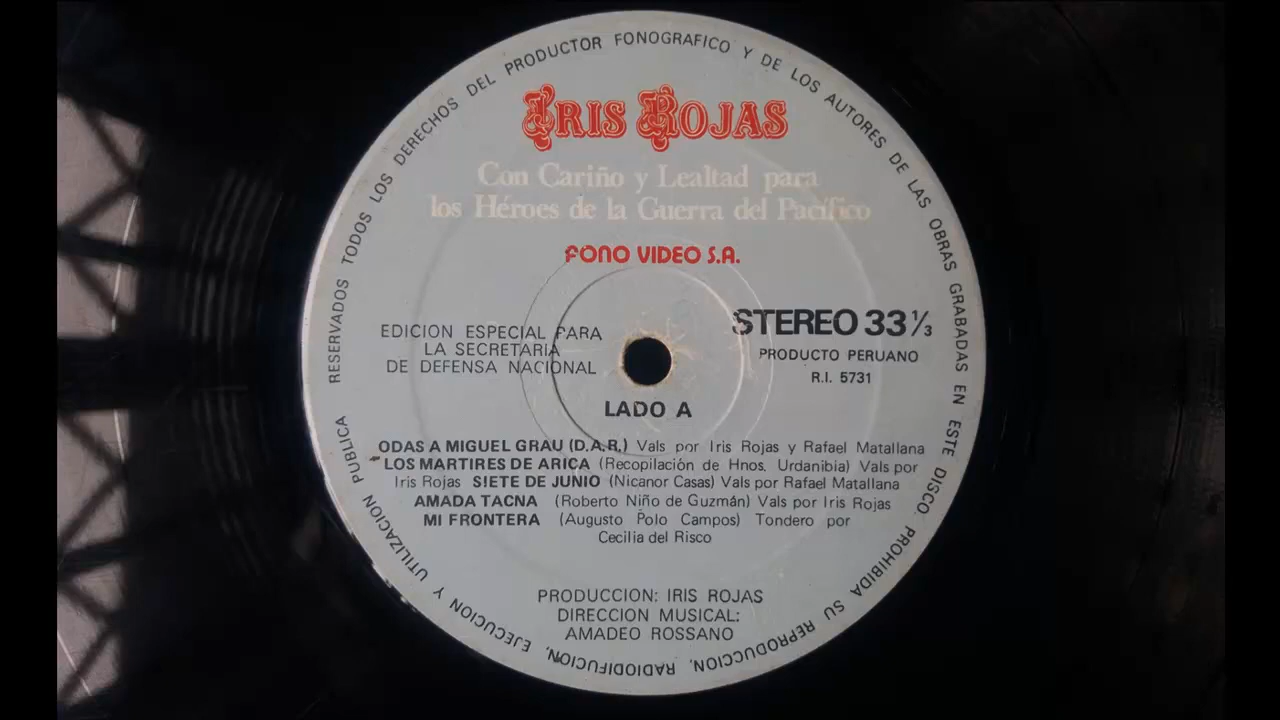 RESERVADOS TODOS LOS DERECHOS DEL PRODUCTOR FONOGRAFICO Y DE LOS AUTORES DE LAS OBRAS GRABADAS EN ESTE DISCO. PROHIBIDA SU REPRODUCCION, RADIODIFUCION, EJECUCION Y UTILIZACION PUBLICA
IRIS ROJAS
Con Cariño y Lealtad para
los Héroes de la Guerra del Pacífico
FONO VIDEO S.A.
EDICION ESPECIAL PARA
LA SECRETARIA
DE DEFENSA NACIONAL
STEREO 33 1/3
PRODUCTO PERUANO
R.I. 5731
LADO A
ODAS A MIGUEL GRAU (D.A.R.) Vals por Iris Rojas y Rafael Matallana
LOS MARTIRES DE ARICA (Recopilación de Hnos. Urdanibia) Vals por
Iris Rojas SIETE DE JUNIO (Nicanor Casas) Vals por Rafael Matallana
AMADA TACNA (Roberto Niño de Guzmán) Vals por Iris Rojas
MI FRONTERA (Augusto Polo Campos) Tondero por
Cecilia del Risco
PRODUCCION: IRIS ROJAS
DIRECCION MUSICAL:
AMADEO ROSSANO